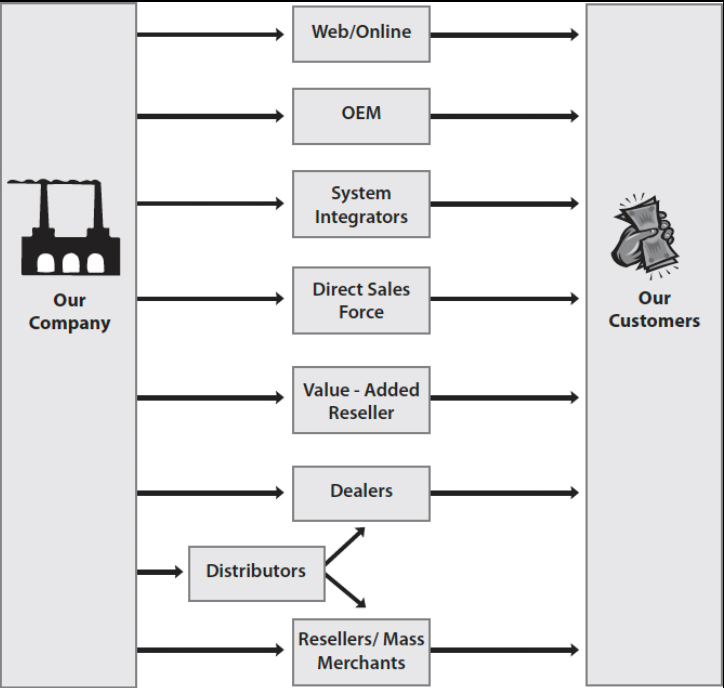 Web/Online
OEM
System
Integrators
Our
Company
Direct Sales
Force
Our
Customers
Value - Added
Reseller
Dealers
Distributors
Resellers/ Mass
Merchants